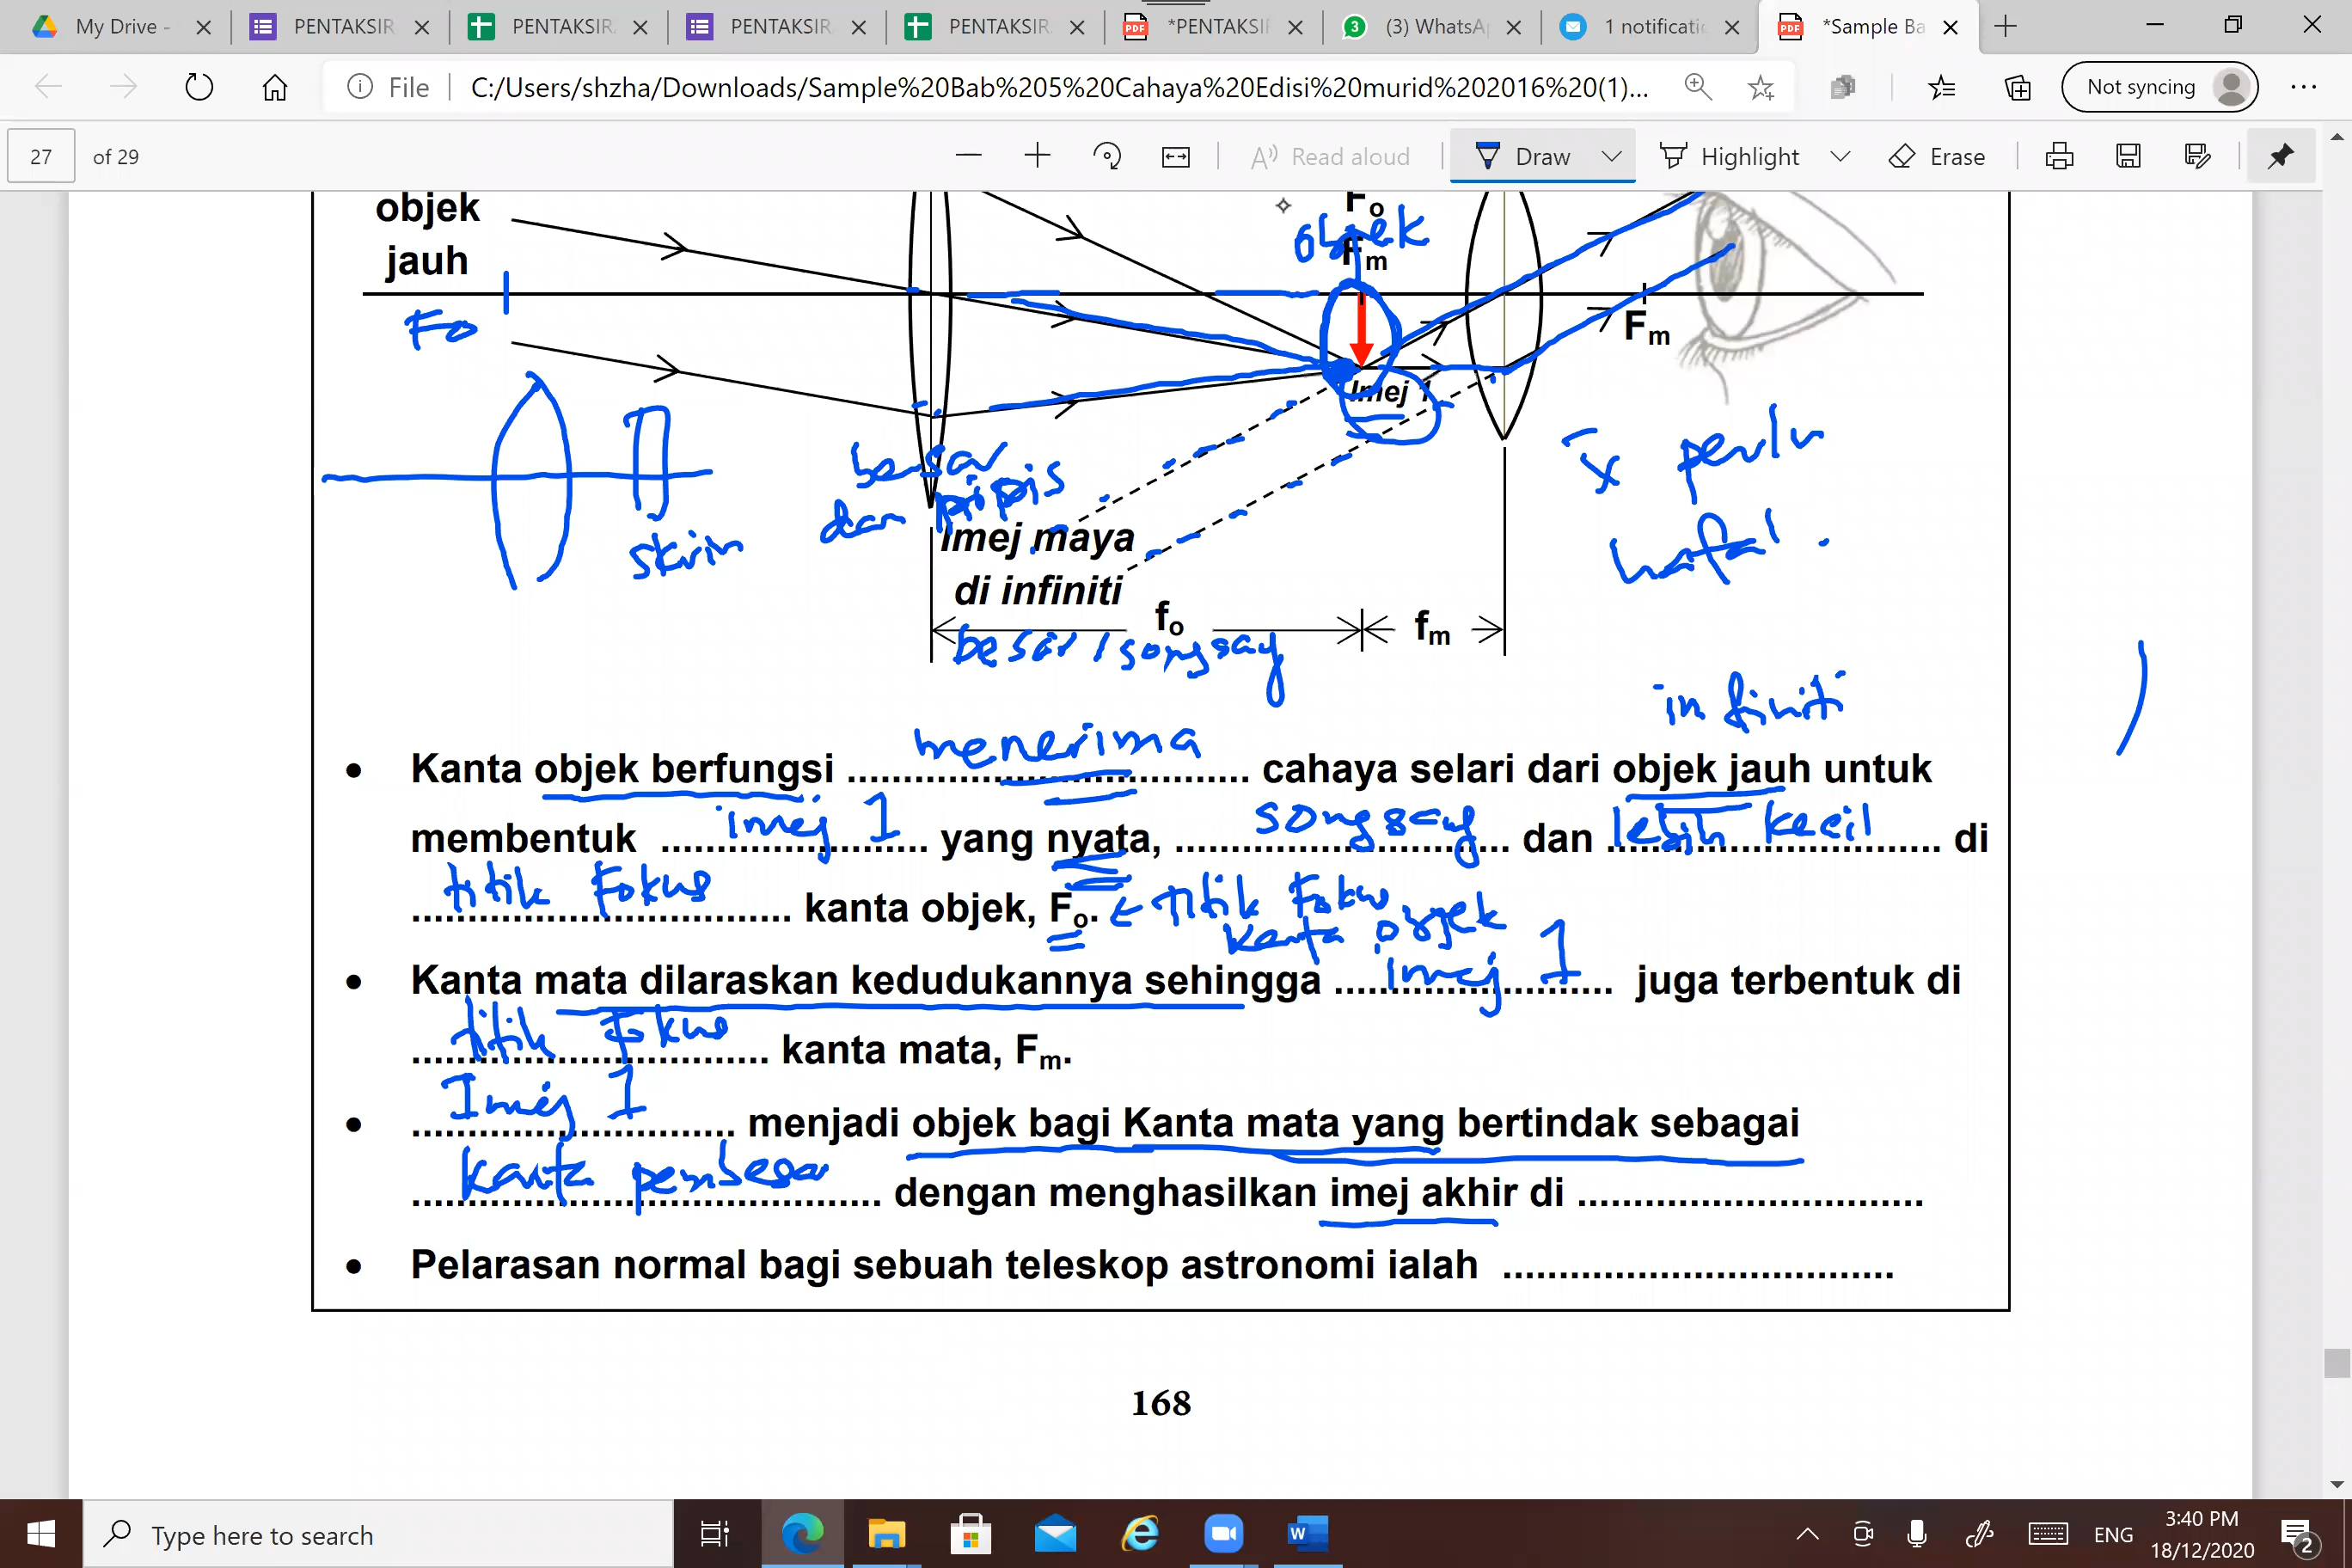 My Drive -
PENTAKSIR
PENTAKSIR
PENTAKSIR
PENTAKSIR
*PENTAKSIR
(3) WhatsAp
1 notificatio
*Sample Ba
File
C:/Users/shzha/Downloads/Sample%20Bab%205%20Cahaya%20Edisi%20murid%202016%20(1)...
Not syncing
27 of 29
Read aloud
Draw
Highlight
Erase
objek
jauh
Fo
Fo
objek
Fm
Fm
Imej 1
skrin
besar
dan pipis
x perlu
hafal.
Imej maya
di infiniti
fo
fm
besar / songsang
infiniti
• Kanta objek berfungsi .... menerima .... cahaya selari dari objek jauh untuk
membentuk .... imej 1 .... yang nyata, .... songsang .... dan .... lebih kecil .... di
.... titik fokus .... kanta objek, Fo. ← titik fokus
kanta objek
• Kanta mata dilaraskan kedudukannya sehingga .... imej 1 .... juga terbentuk di
.... titik fokus .... kanta mata, Fm.
• .... Imej 1 .... menjadi objek bagi Kanta mata yang bertindak sebagai
.... kanta pembesar .... dengan menghasilkan imej akhir di ................................
• Pelarasan normal bagi sebuah teleskop astronomi ialah ...................................
168
Type here to search
ENG
3:40 PM
18/12/2020
2